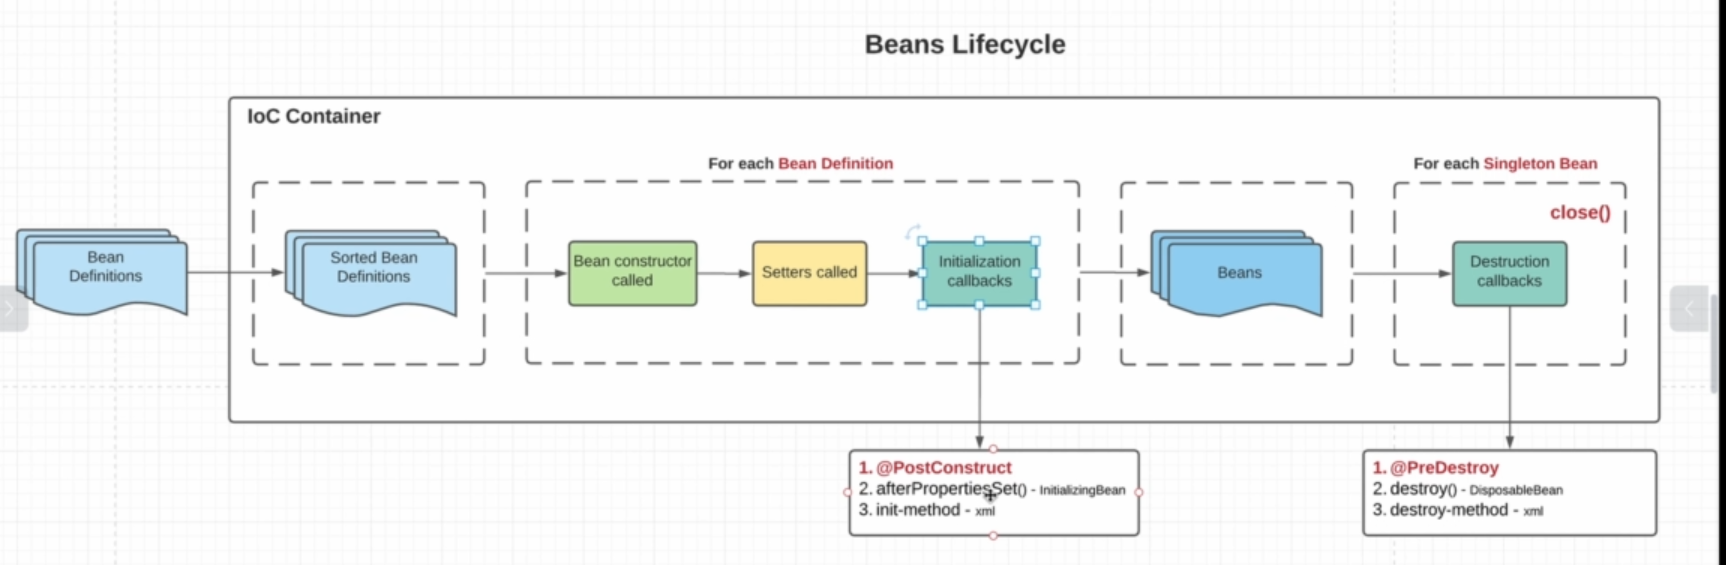 Beans Lifecycle
IoC Container
For each Bean Definition
For each Singleton Bean
close()
Bean
Definitions
Sorted Bean
Definitions
Bean constructor
called
Setters called
Initialization
callbacks
Beans
Destruction
callbacks
1. @PostConstruct
2. afterPropertiesSet() - InitializingBean
3. init-method - xml
1. @PreDestroy
2. destroy() - DisposableBean
3. destroy-method - xml